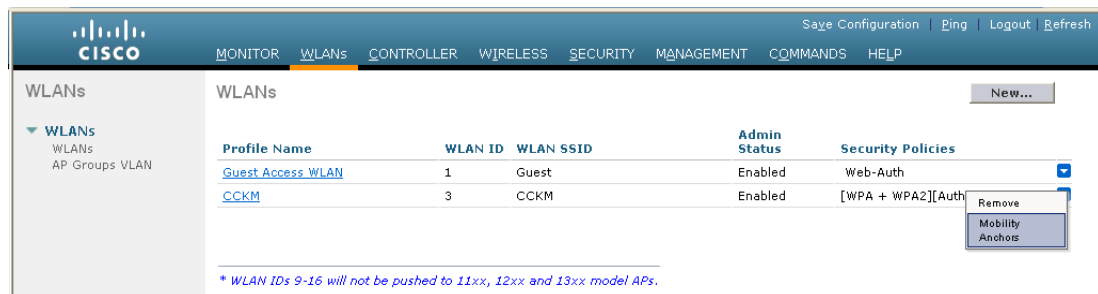 Save Configuration | Ping | Logout | Refresh
CISCO
MONITOR WLANs CONTROLLER WIRELESS SECURITY MANAGEMENT COMMANDS HELP
WLANs
WLANs
New...
WLANs
WLANs
AP Groups VLAN
Profile Name WLAN ID WLAN SSID Admin Status Security Policies
Guest Access WLAN 1 Guest Enabled Web-Auth
CCKM 3 CCKM Enabled [WPA + WPA2][Auth
Remove
Mobility
Anchors
* WLAN IDs 9-16 will not be pushed to 11xx, 12xx and 13xx model APs.